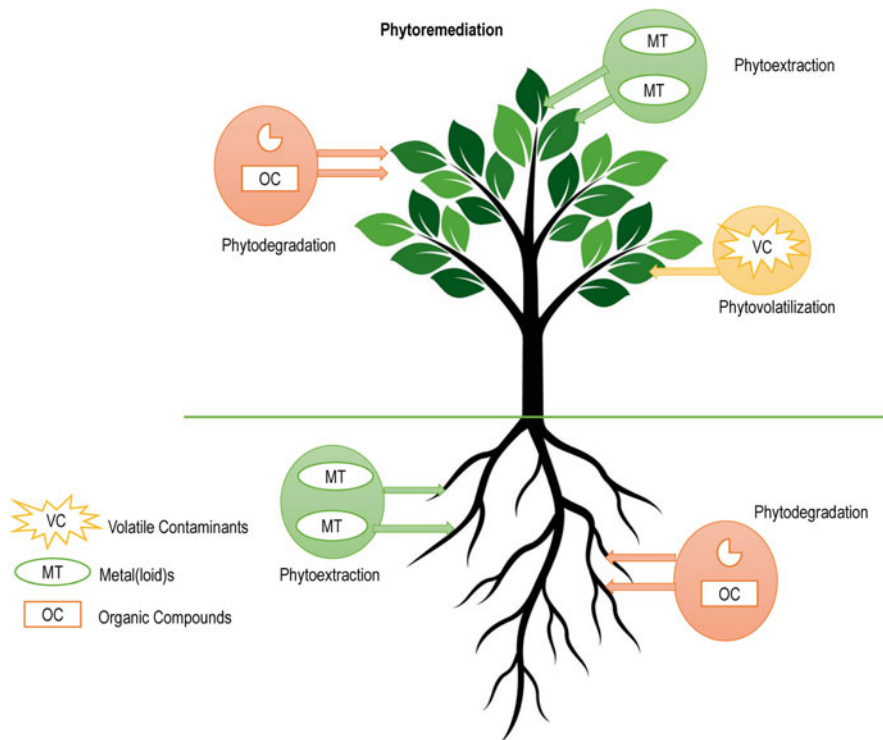 Phytoremediation
MT
MT
Phytoextraction
OC
Phytodegradation
VC
Phytovolatilization
MT
MT
Phytoextraction
Phytodegradation
OC
VC Volatile Contaminants
MT Metal(loid)s
OC Organic Compounds